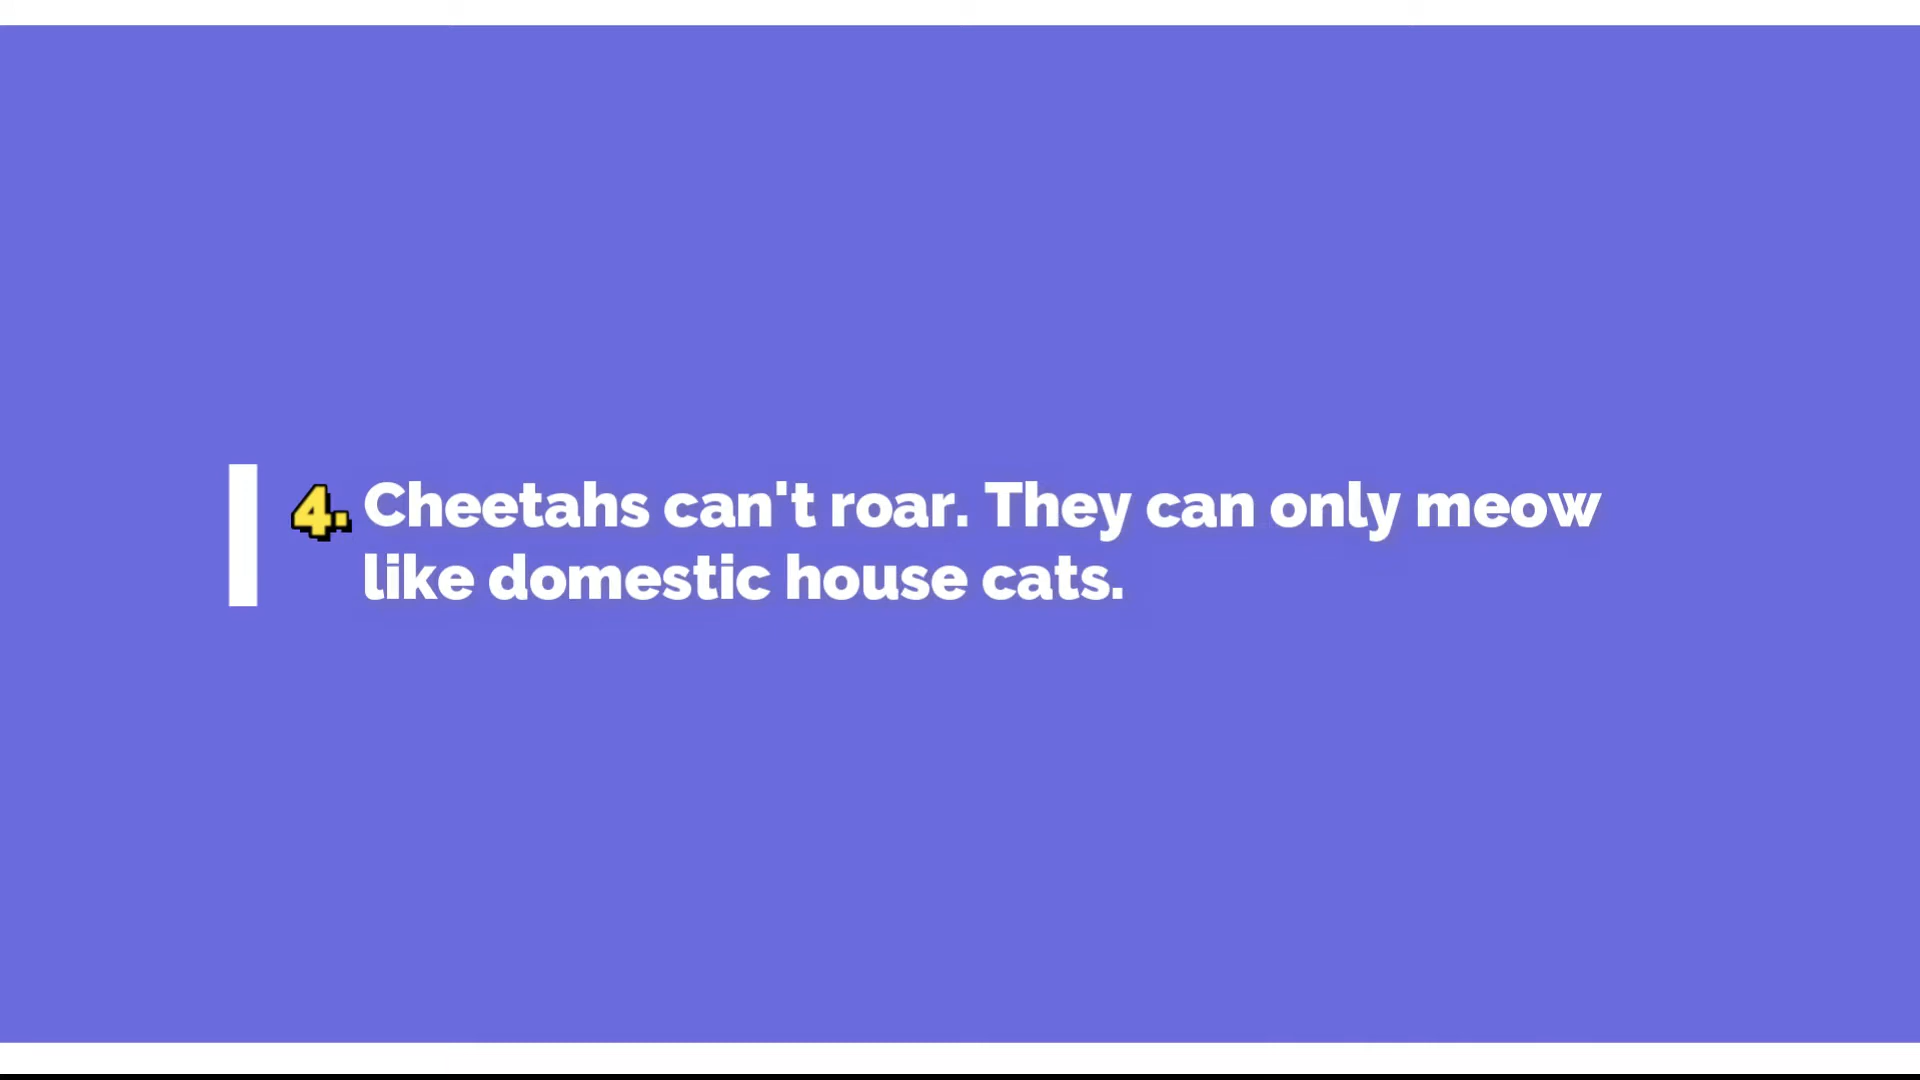 4. Cheetahs can't roar. They can only meow
like domestic house cats.